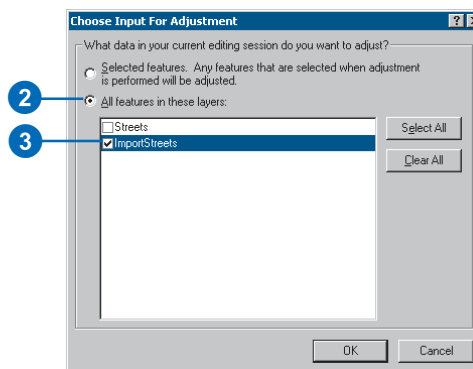 Choose Input For Adjustment
What data in your current editing session do you want to adjust?
Selected features. Any features that are selected when adjustment
is performed will be adjusted.
2
All features in these layers:
Streets
Select All
3
ImportStreets
Clear All
OK
Cancel